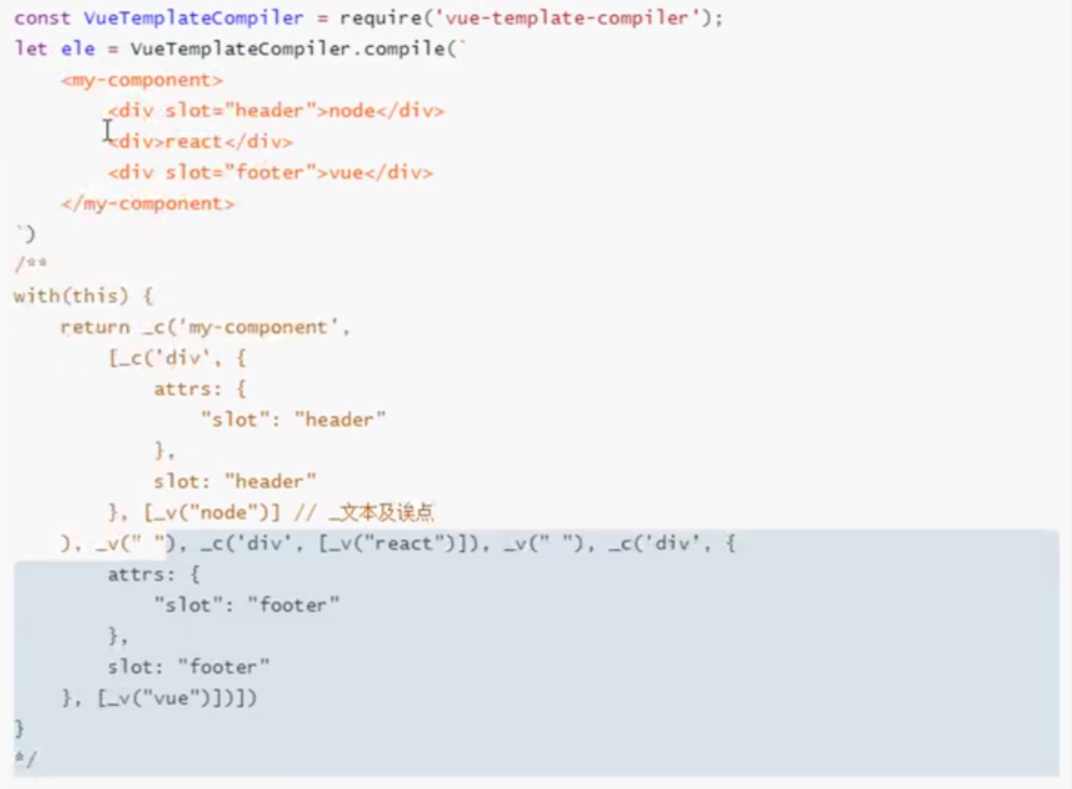 const VueTemplateCompiler = require('vue-template-compiler');
let ele = VueTemplateCompiler.compile(`
    <my-component>
        <div slot="header">node</div>
        <div>react</div>
        <div slot="footer">vue</div>
    </my-component>
`)
/**
with(this) {
    return _c('my-component',
        [_c('div', {
            attrs: {
                "slot": "header"
            },
            slot: "header"
        }, [_v("node")] // _文本及诶点
    ), _v(" "), _c('div', [_v("react")]), _v(" "), _c('div', {
        attrs: {
            "slot": "footer"
        },
        slot: "footer"
    }, [_v("vue")])])
}
*/